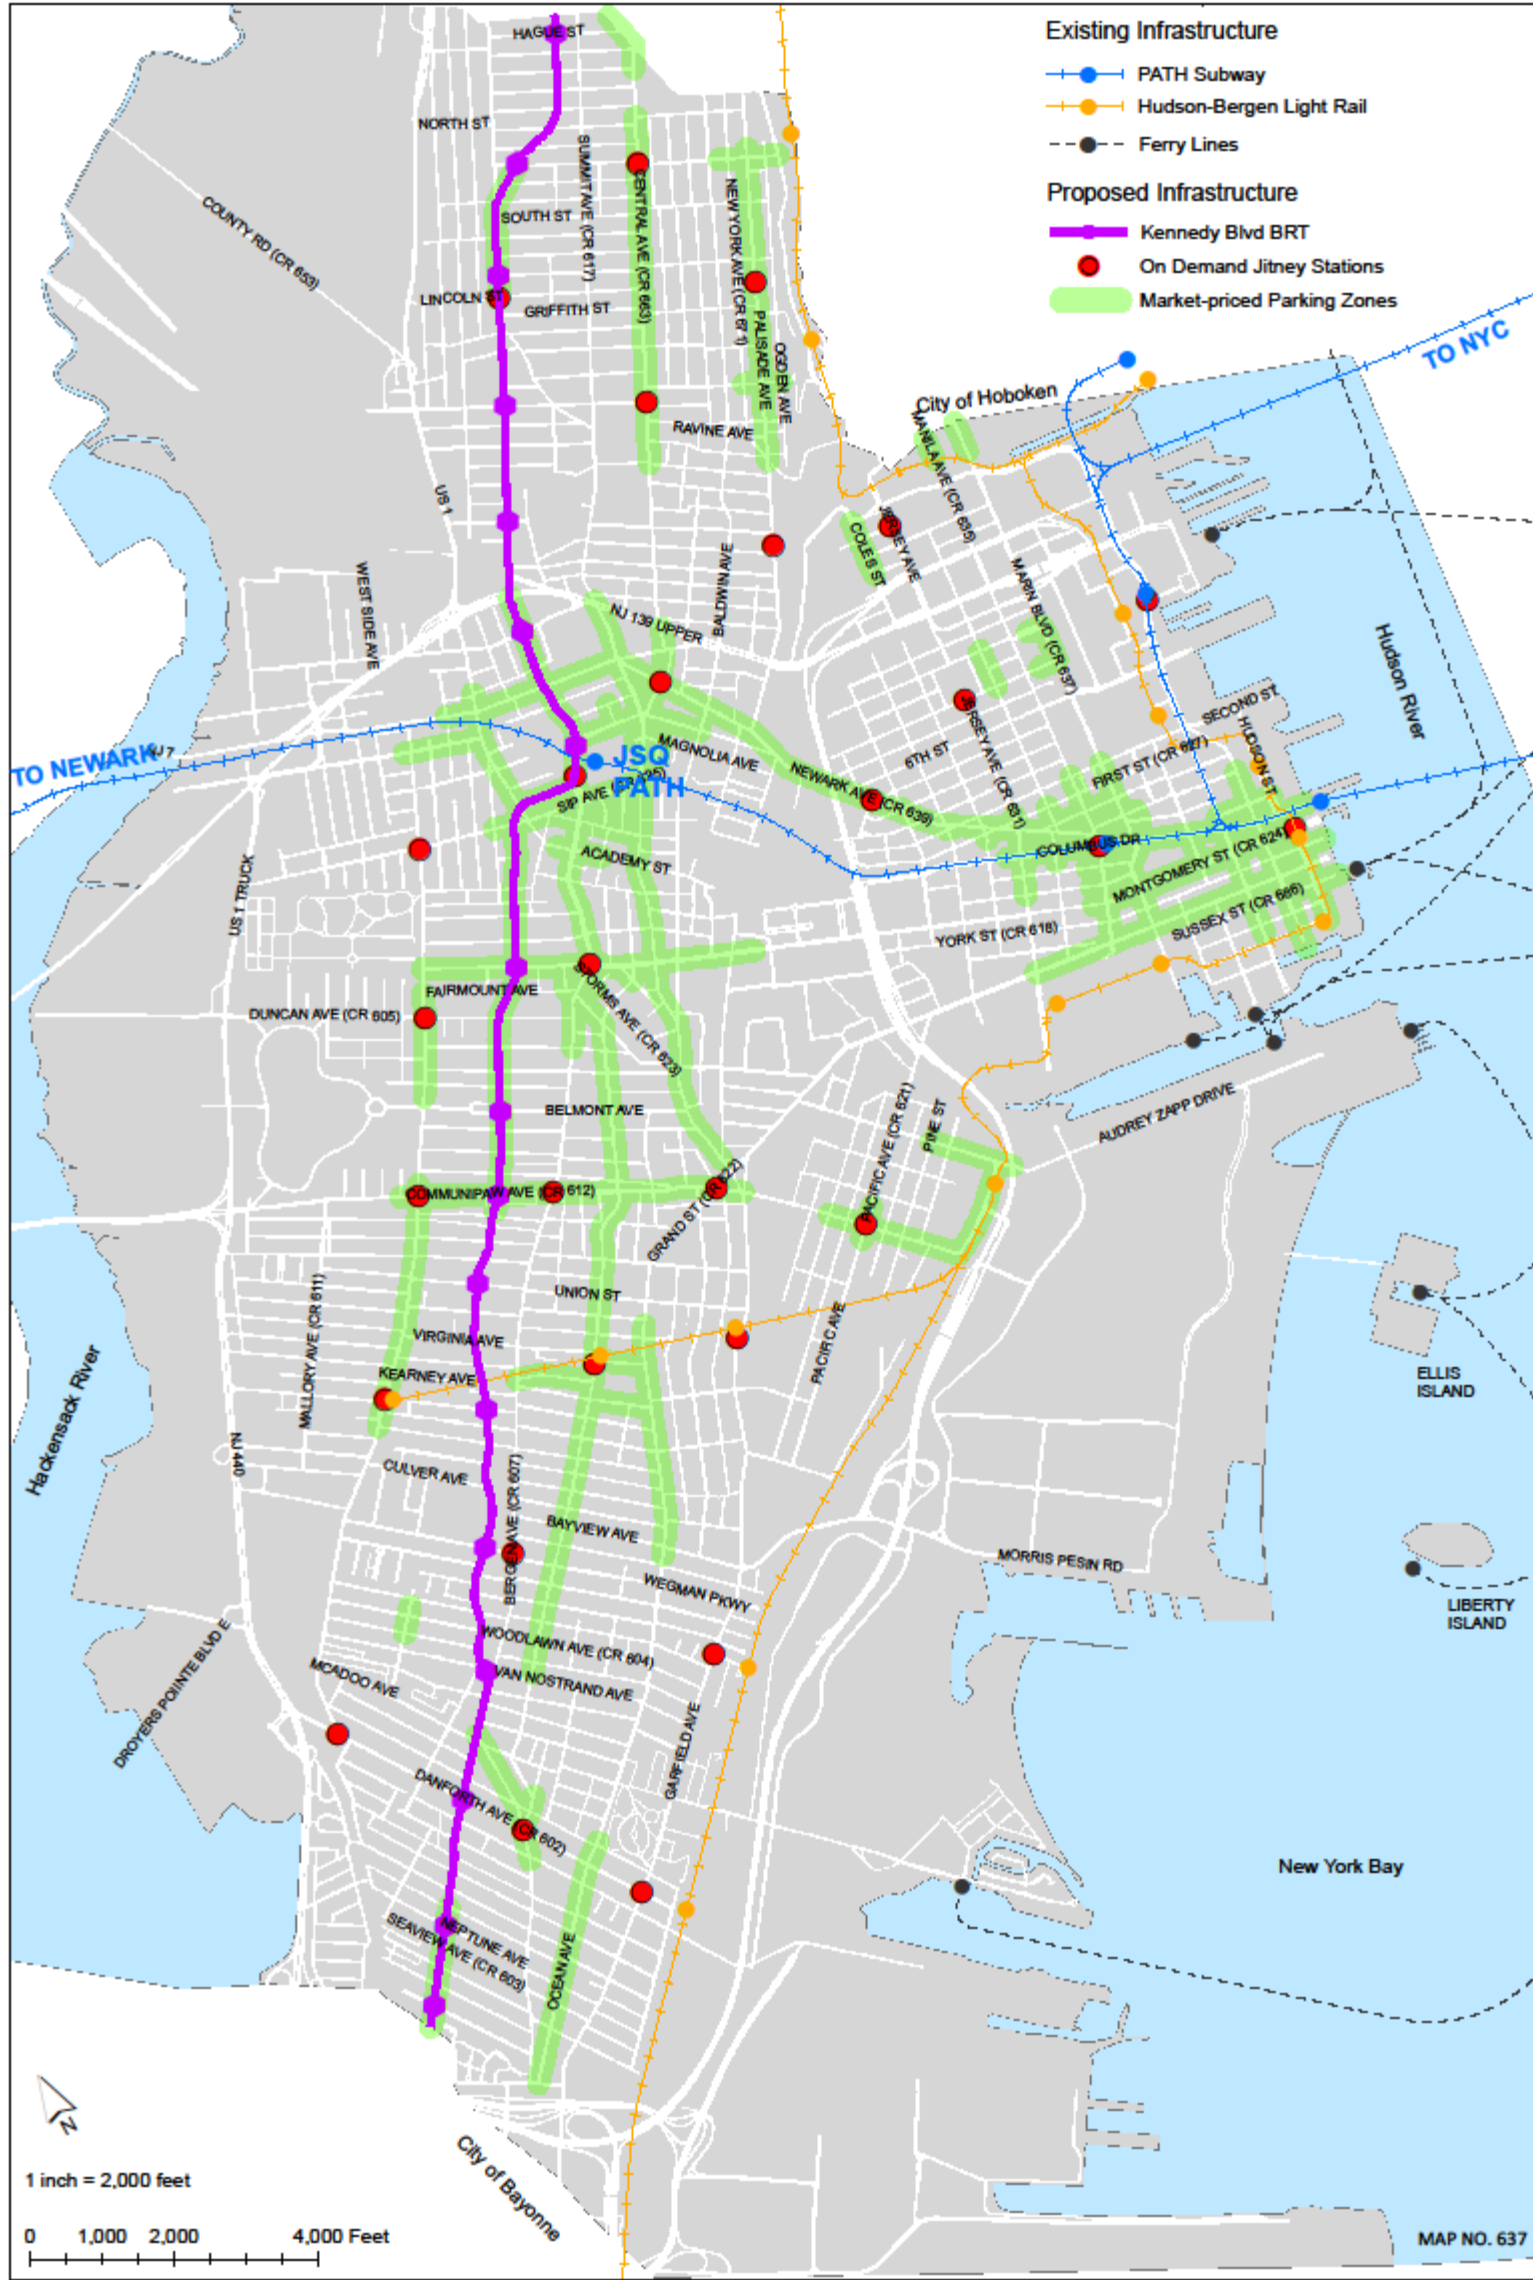 Existing Infrastructure
PATH Subway
Hudson-Bergen Light Rail
Ferry Lines
Proposed Infrastructure
Kennedy Blvd BRT
On Demand Jitney Stations
Market-priced Parking Zones
HAGUE ST
NORTH ST
SUMMIT AVE (CR 617)
CENTRAL AVE (CR 663)
NEW YORK AVE (CR 671)
COUNTY RD (CR 653)
SOUTH ST
LINCOLN ST
GRIFFITH ST
PALISADE AVE
OGDEN AVE
TO NYC
City of Hoboken
RAVINE AVE
MANILA AVE (CR 635)
US 1
JERSEY AVE
COLES ST
BALDWIN AVE
WEST SIDE AVE
NJ 139 UPPER
MARIN BLVD (CR 637)
Hudson River
SECOND ST
HUDSON ST
TO NEWARK
NJ 7
JSQ
PATH
MAGNOLIA AVE
6TH ST
JERSEY AVE (CR 631)
FIRST ST (CR 627)
NEWARK AVE (CR 639)
SIP AVE (CR 625)
COLUMBUS DR
MONTGOMERY ST (CR 624)
ACADEMY ST
US 1 TRUCK
SUSSEX ST (CR 666)
YORK ST (CR 618)
FAIRMOUNT AVE
STORMS AVE (CR 623)
DUNCAN AVE (CR 605)
BELMONT AVE
PACIFIC AVE (CR 621)
PINE ST
AUDREY ZAPP DRIVE
COMMUNIPAW AVE (CR 612)
GRAND ST (CR 622)
UNION ST
MALLORY AVE (CR 611)
VIRGINIA AVE
KEARNEY AVE
PACIRC AVE
ELLIS
ISLAND
Hackensack River
NJ 440
CULVER AVE
BERGEN AVE (CR 607)
BAYVIEW AVE
MORRIS PESIN RD
WEGMAN PKWY
LIBERTY
ISLAND
WOODLAWN AVE (CR 604)
VAN NOSTRAND AVE
MCADOO AVE
DROYERS POIINTE BLVD E
GARFIELD AVE
DANFORTH AVE (CR 602)
New York Bay
NEPTUNE AVE
SEAVIEW AVE (CR 603)
OCEAN AVE
N
City of Bayonne
1 inch = 2,000 feet
0 1,000 2,000 4,000 Feet
MAP NO. 637